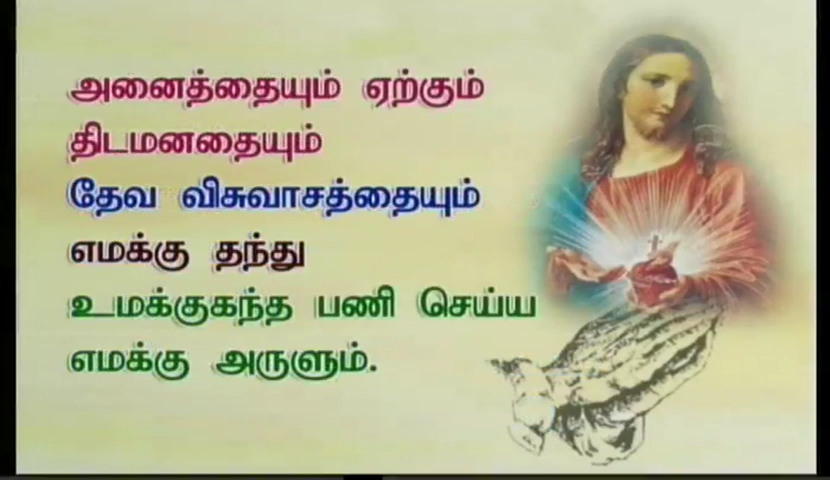 அனைத்தையும் ஏற்கும்
திடமனதையும்
தேவ விசுவாசத்தையும்
எமக்கு தந்து
உமக்குகந்த பணி செய்ய
எமக்கு அருளும்.